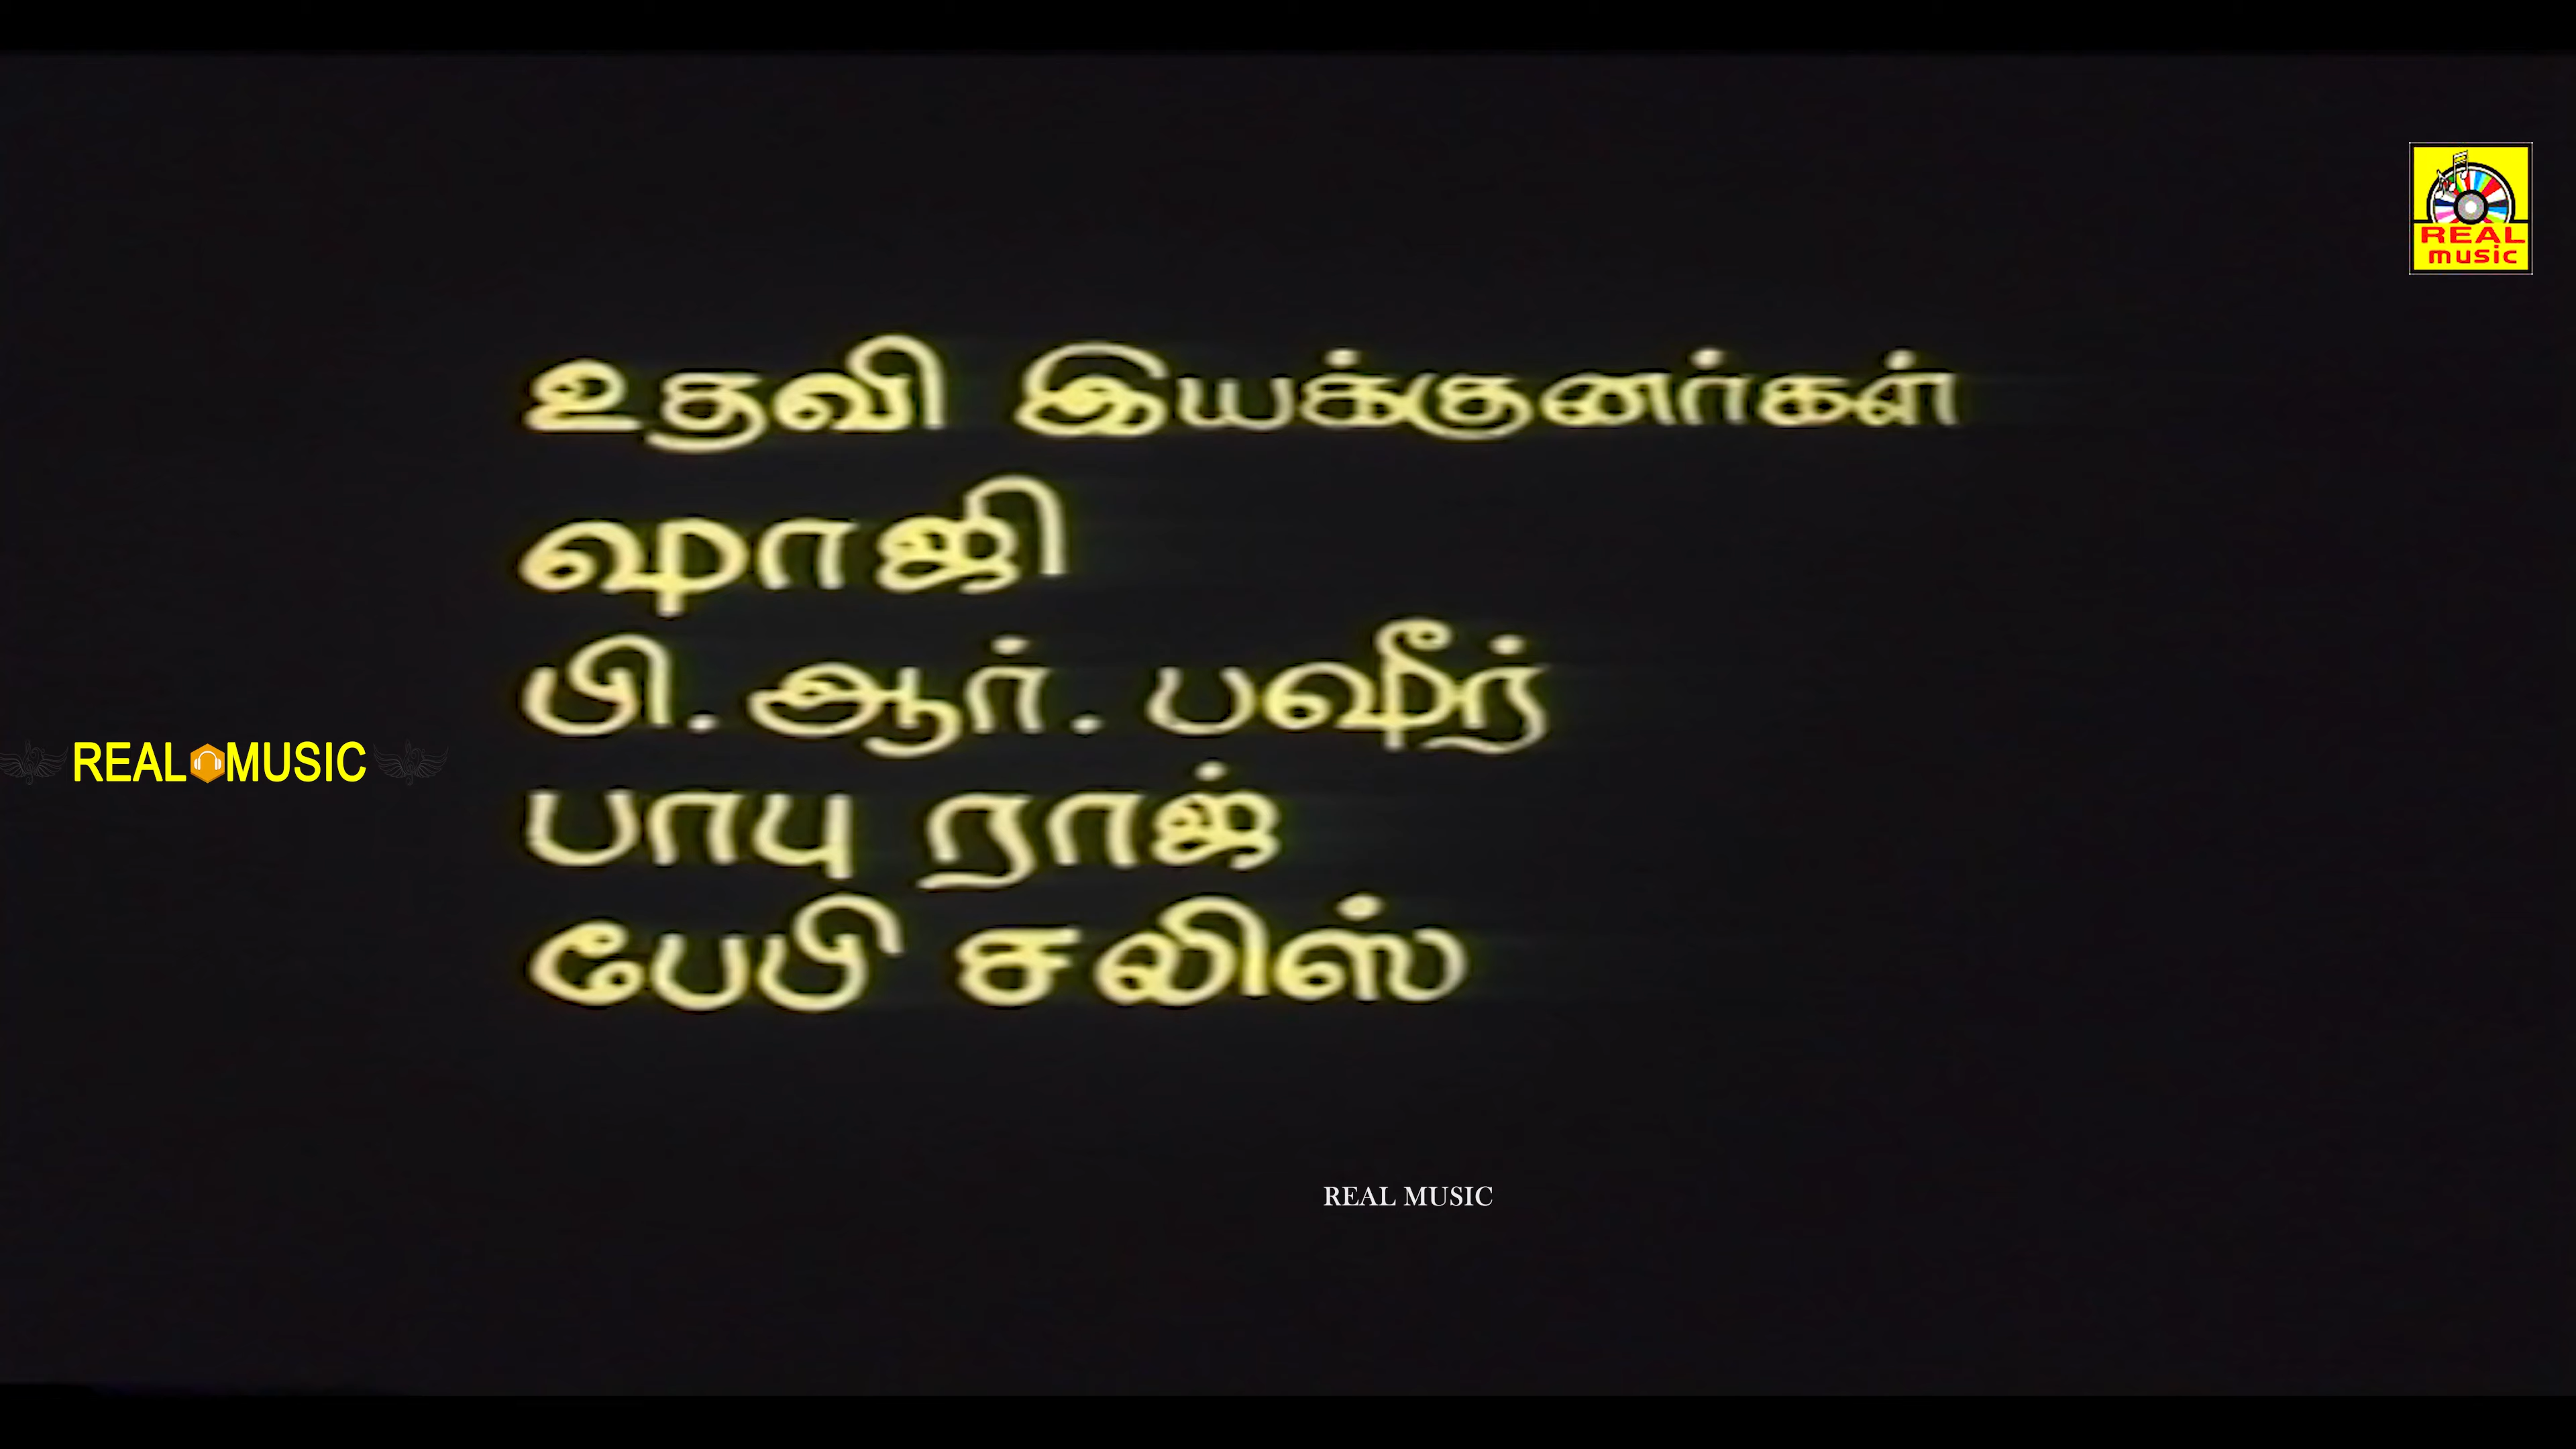 REAL
music
உதவி இயக்குனர்கள்
ஷாஜி
பி. ஆர். பஷீர்
REAL MUSIC
பாபு ராஜ்
பேபி சலிஸ்
REAL MUSIC